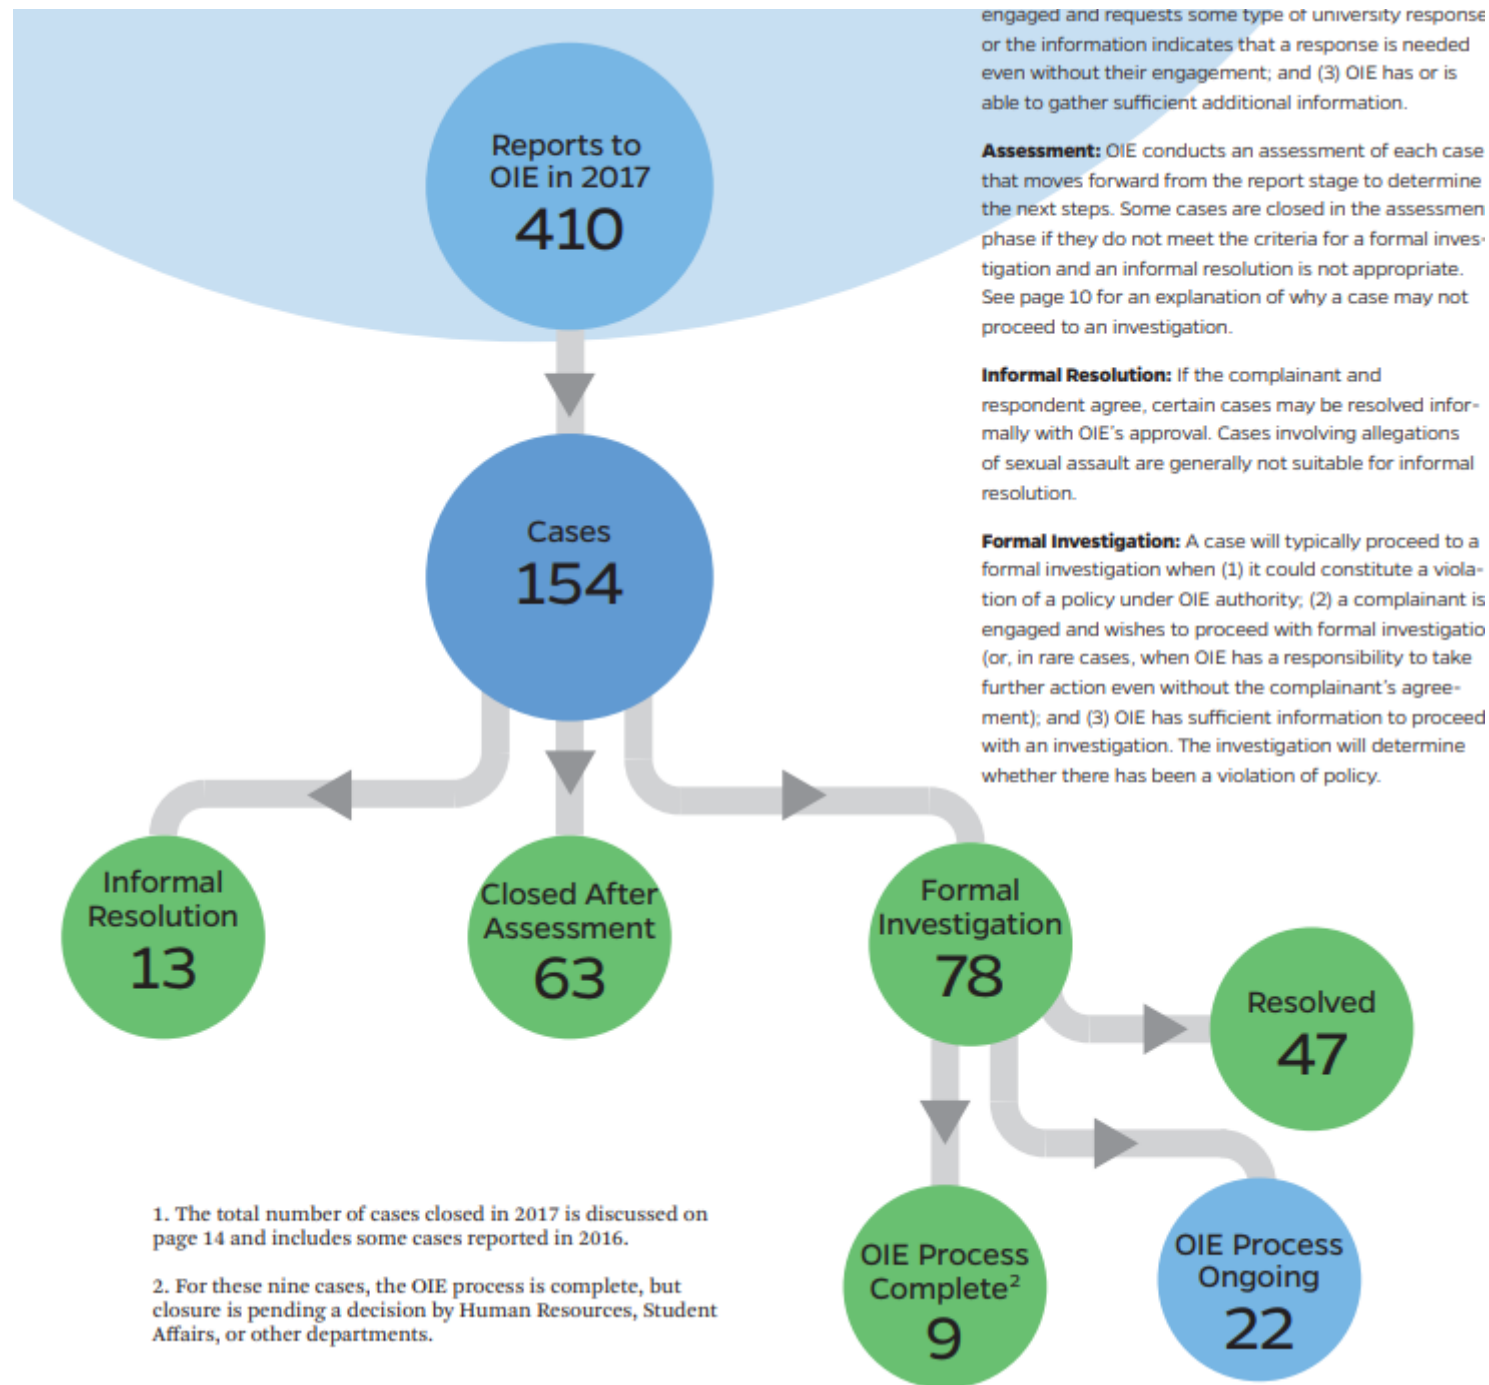 engaged and requests some type of university response
or the information indicates that a response is needed
even without their engagement; and (3) OIE has or is
able to gather sufficient additional information.
Assessment: OIE conducts an assessment of each case
that moves forward from the report stage to determine
the next steps. Some cases are closed in the assessmen
phase if they do not meet the criteria for a formal inves-
tigation and an informal resolution is not appropriate.
See page 10 for an explanation of why a case may not
proceed to an investigation.
Informal Resolution: If the complainant and
respondent agree, certain cases may be resolved infor-
mally with OIE's approval. Cases involving allegations
of sexual assault are generally not suitable for informal
resolution.
Formal Investigation: A case will typically proceed to a
formal investigation when (1) it could constitute a viola-
tion of a policy under OIE authority; (2) a complainant is
engaged and wishes to proceed with formal investigatio
(or, in rare cases, when OIE has a responsibility to take
further action even without the complainant's agree-
ment); and (3) OIE has sufficient information to proceed
with an investigation. The investigation will determine
whether there has been a violation of policy.
Reports to
OIE in 2017
410
Cases
154
Informal
Resolution
13
Closed After
Assessment
63
Formal
Investigation
78
Resolved
47
OIE Process
Complete²
9
OIE Process
Ongoing
22
1. The total number of cases closed in 2017 is discussed on
page 14 and includes some cases reported in 2016.
2. For these nine cases, the OIE process is complete, but
closure is pending a decision by Human Resources, Student
Affairs, or other departments.